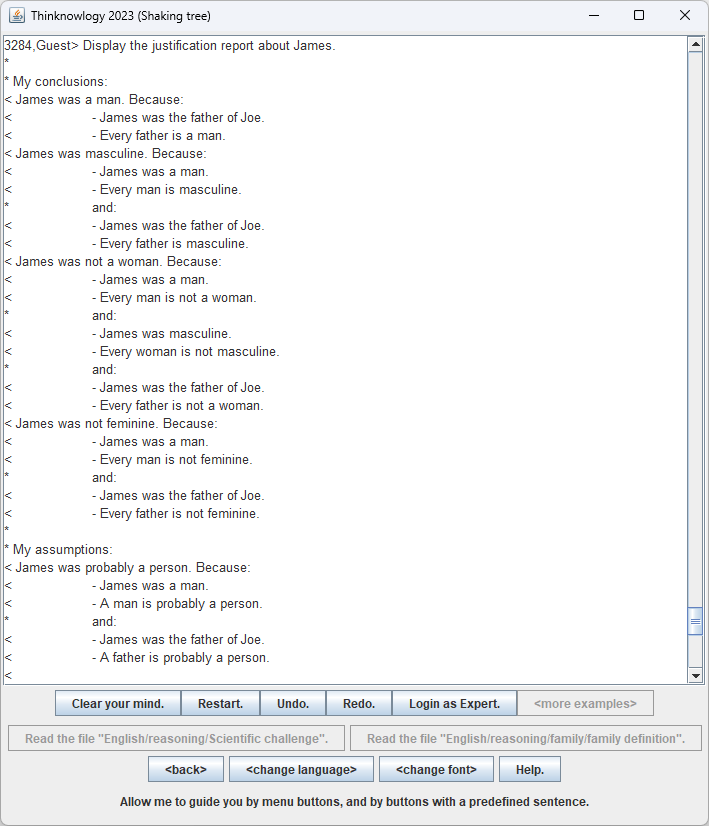 Thinknowlogy 2023 (Shaking tree)
3284,Guest> Display the justification report about James.
*
* My conclusions:
< James was a man. Because:
< - James was the father of Joe.
< - Every father is a man.
< James was masculine. Because:
< - James was a man.
< - Every man is masculine.
* and:
< - James was the father of Joe.
< - Every father is masculine.
< James was not a woman. Because:
< - James was a man.
< - Every man is not a woman.
* and:
< - James was masculine.
< - Every woman is not masculine.
* and:
< - James was the father of Joe.
< - Every father is not a woman.
< James was not feminine. Because:
< - James was a man.
< - Every man is not feminine.
* and:
< - James was the father of Joe.
< - Every father is not feminine.
*
* My assumptions:
< James was probably a person. Because:
< - James was a man.
< - A man is probably a person.
* and:
< - James was the father of Joe.
< - A father is probably a person.
<
Clear your mind. Restart. Undo. Redo. Login as Expert. <more examples>
Read the file "English/reasoning/Scientific challenge". Read the file "English/reasoning/family/family definition".
<back> <change language> <change font> Help.
Allow me to guide you by menu buttons, and by buttons with a predefined sentence.